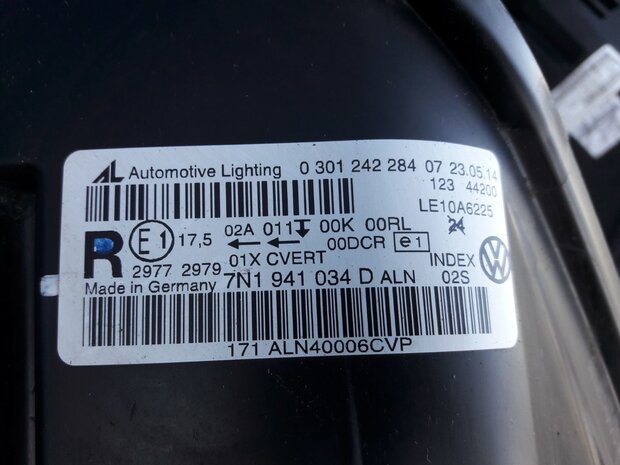 AL Automotive Lighting 0 301 242 284 07 23.05.14
123 44200
LE10A6225
R E1 17,5 02A 011 00K 00RL 24
00DCR e1
2977 2979 01X CVERT INDEX
Made in Germany 7N1 941 034 D ALN 02S
171 ALN40006CVP